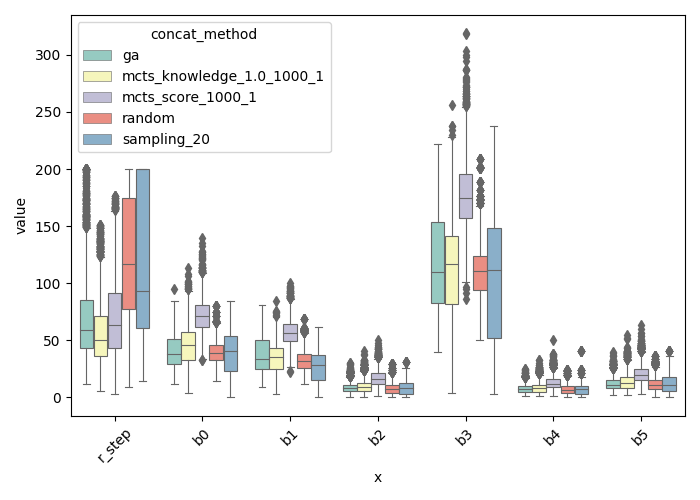 concat_method
ga
mcts_knowledge_1.0_1000_1
mcts_score_1000_1
random
sampling_20
value
300
250
200
150
100
50
0
r_step
b0
b1
b2
b3
b4
b5
x